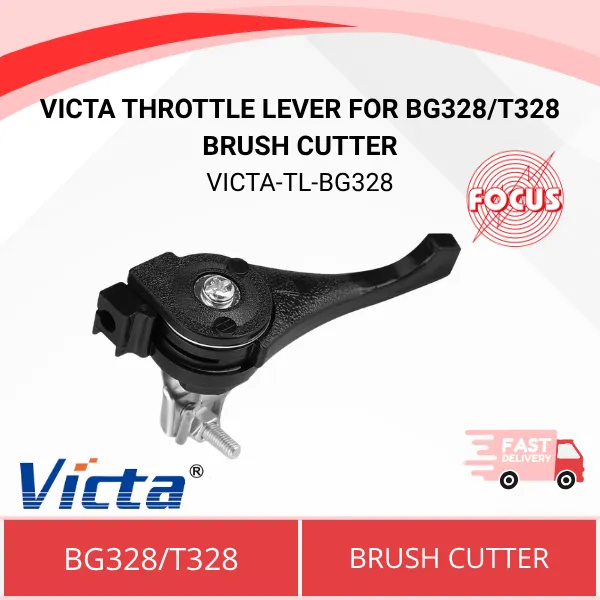 VICTA THROTTLE LEVER FOR BG328/T328
BRUSH CUTTER
VICTA-TL-BG328
FOCUS
FAST
DELIVERY
Victa®
BG328/T328
BRUSH CUTTER